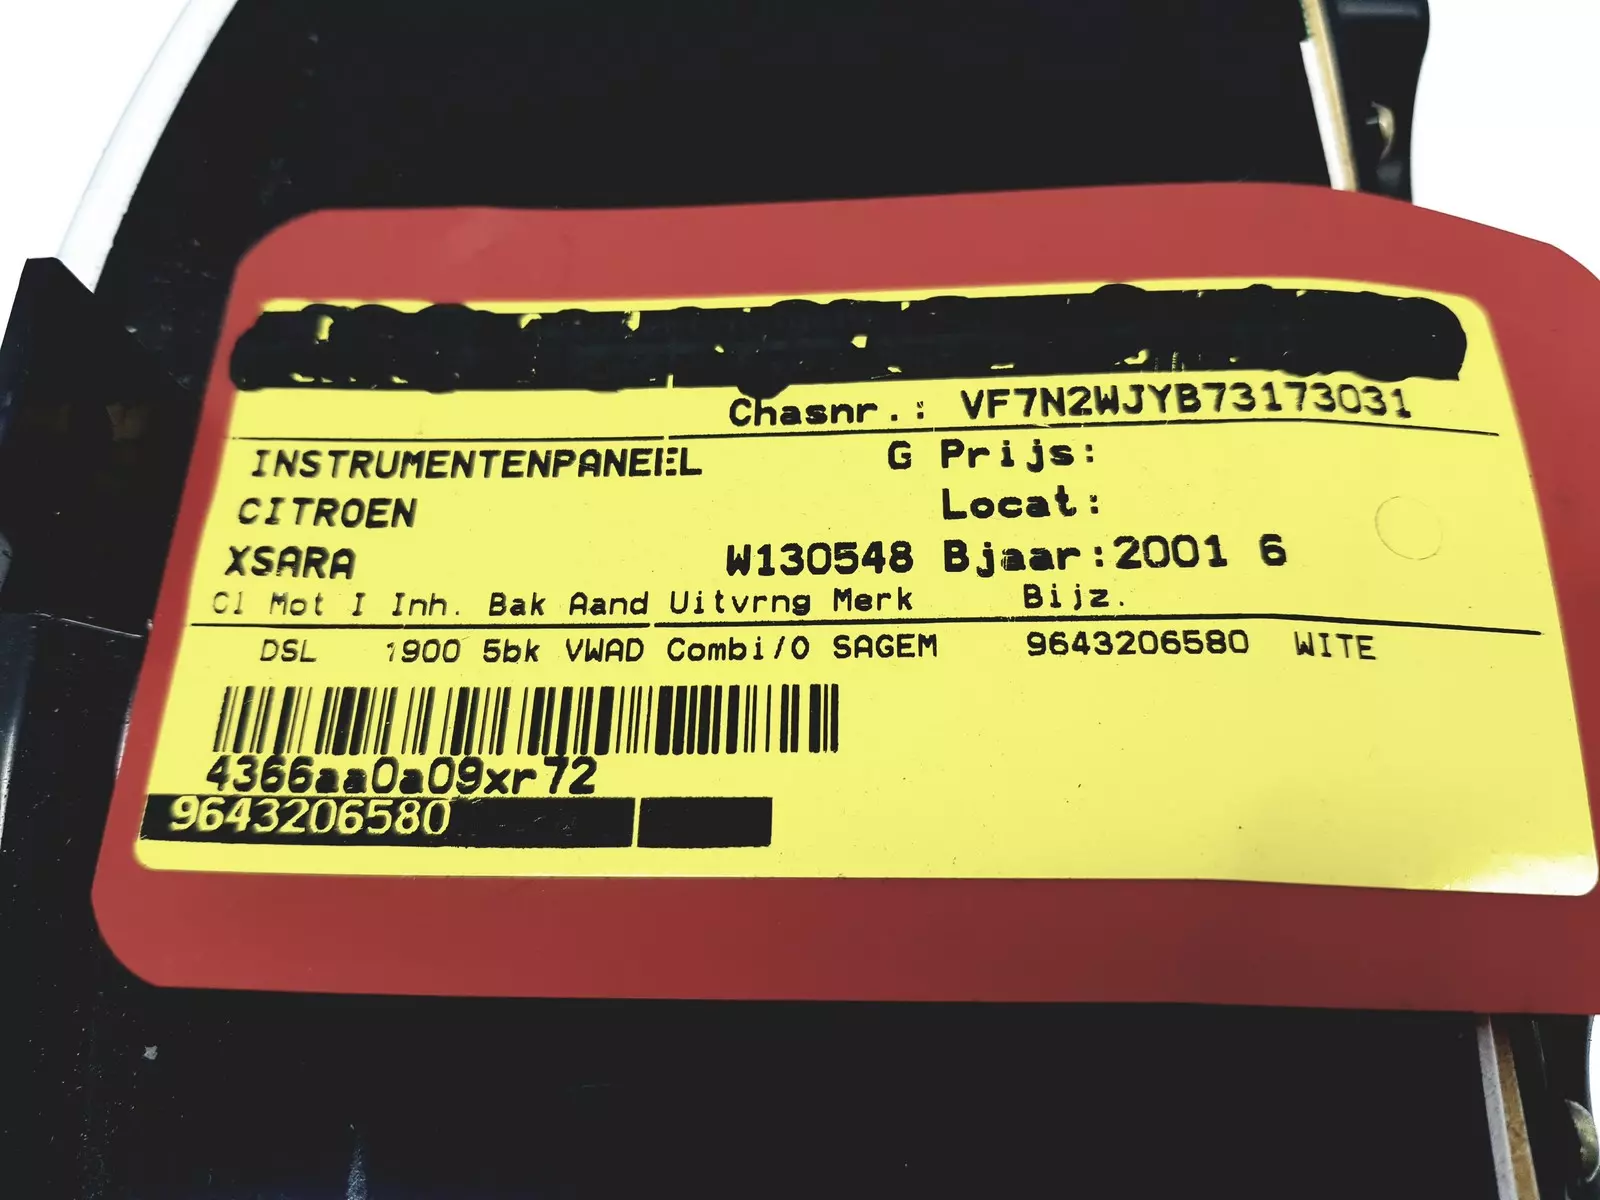 Chasnr.: VF7N2WJYB73173031
INSTRUMENTENPANEEL G Prijs:
CITROEN Locat:
XSARA W130548 Bjaar:2001 6
Cl Mot I Inh. Bak Aand Uitvrng Merk Bijz.
DSL 1900 5bk VWAD Combi/0 SAGEM 9643206580 WITE
4366aa0a09xr72
9643206580